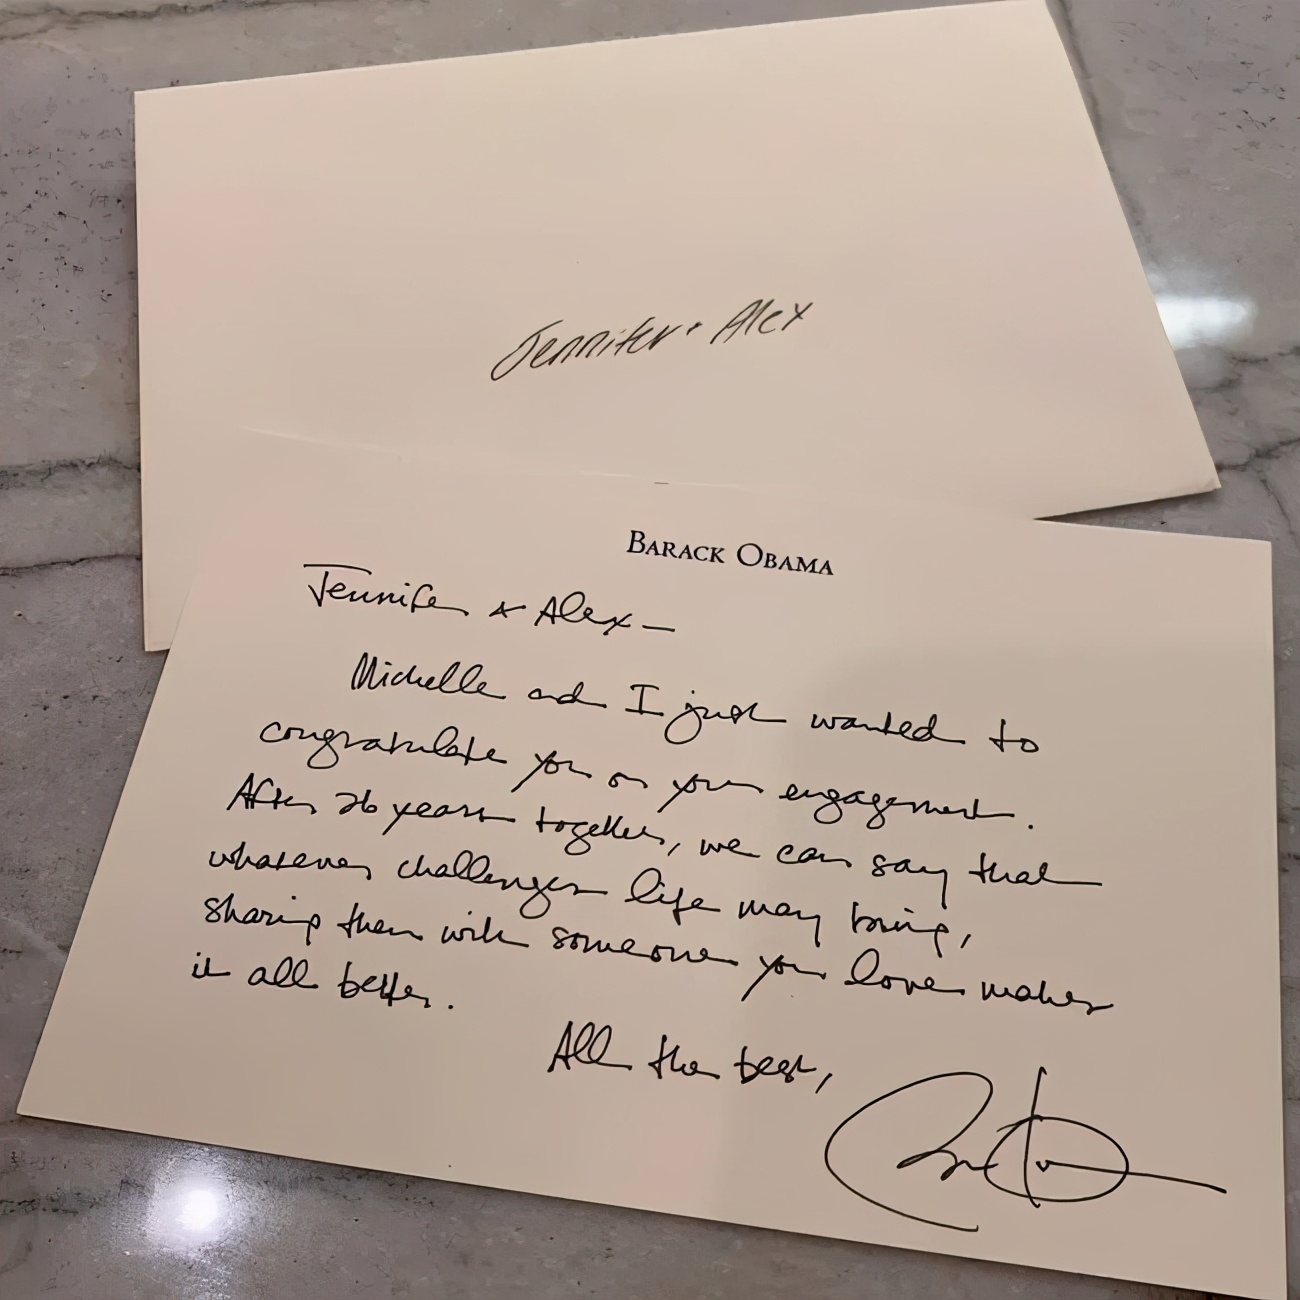 Jennifer + Alex
BARACK OBAMA
Jennifer & Alex —
Michelle and I just wanted to
congratulate you on your engagement.
After 26 years together, we can say that
whatever challenges life may bring,
sharing them with someone you love makes
it all better.
All the best,